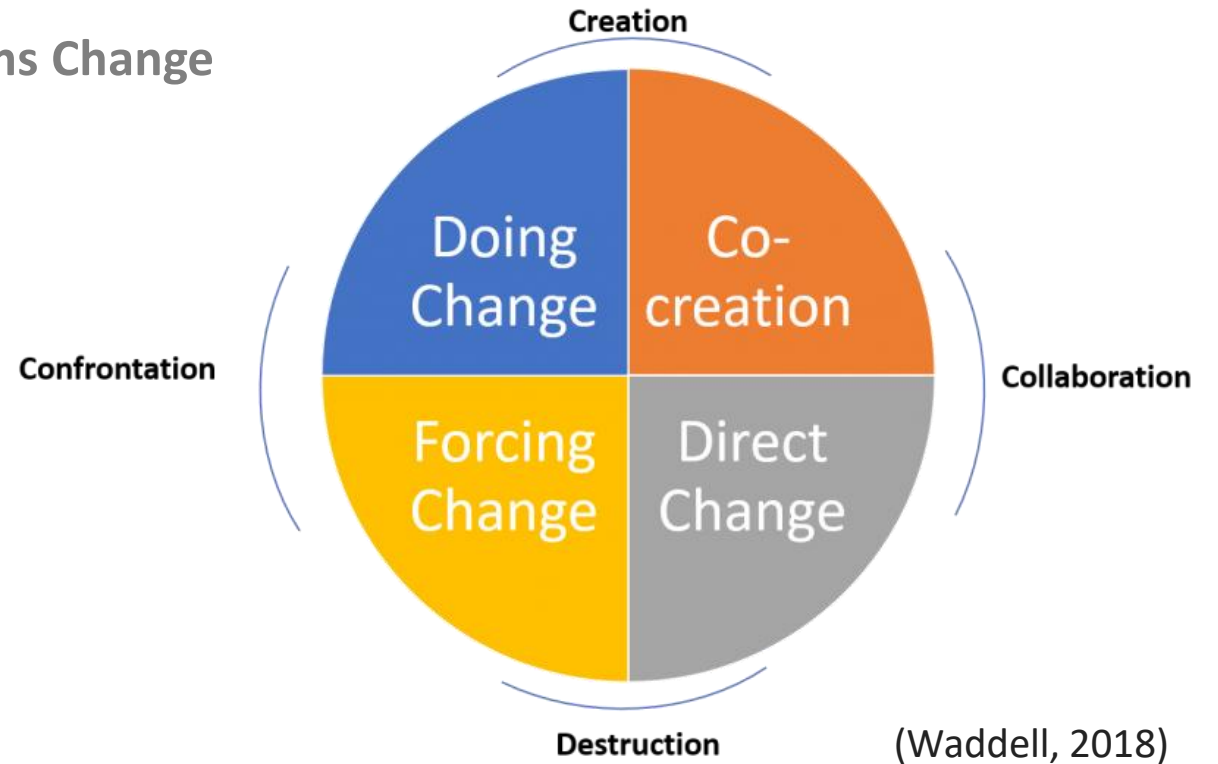 Creation
ns Change
Doing
Change
Co-
creation
Confrontation
Collaboration
Forcing
Change
Direct
Change
Destruction
(Waddell, 2018)